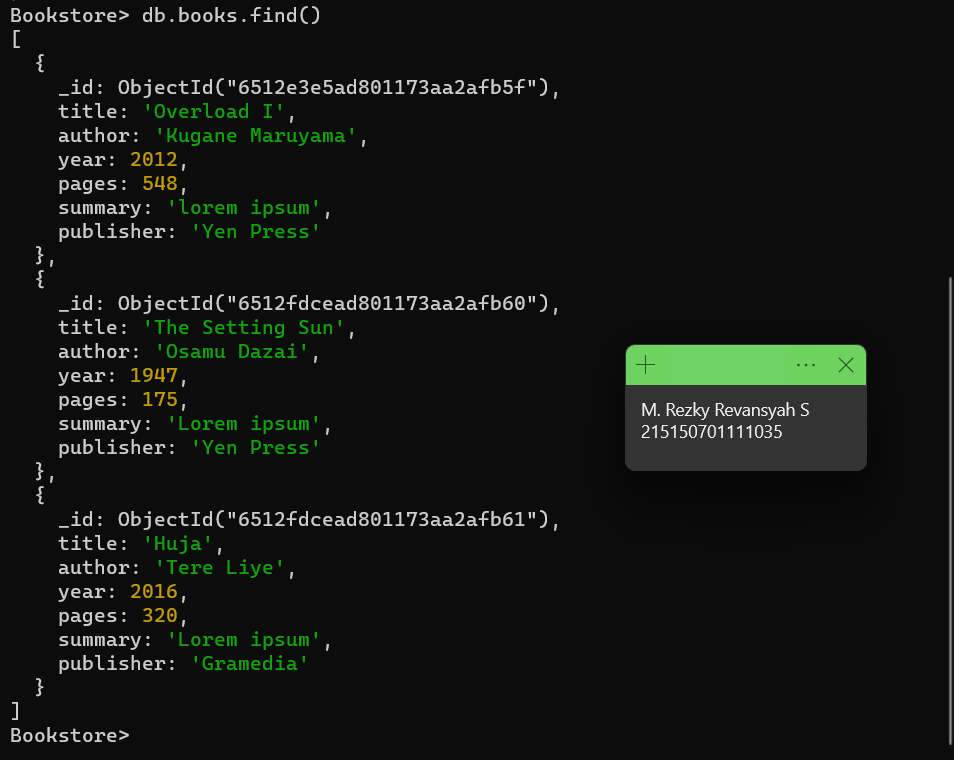 Bookstore> db.books.find()
[
  {
    _id: ObjectId("6512e3e5ad801173aa2afb5f"),
    title: 'Overload I',
    author: 'Kugane Maruyama',
    year: 2012,
    pages: 548,
    summary: 'lorem ipsum',
    publisher: 'Yen Press'
  },
  {
    _id: ObjectId("6512fdcead801173aa2afb60"),
    title: 'The Setting Sun',
    author: 'Osamu Dazai',
    year: 1947,
    pages: 175,
    summary: 'Lorem ipsum',
    publisher: 'Yen Press'
  },
  {
    _id: ObjectId("6512fdcead801173aa2afb61"),
    title: 'Huja',
    author: 'Tere Liye',
    year: 2016,
    pages: 320,
    summary: 'Lorem ipsum',
    publisher: 'Gramedia'
  }
]
Bookstore>
M. Rezky Revansyah S
215150701111035